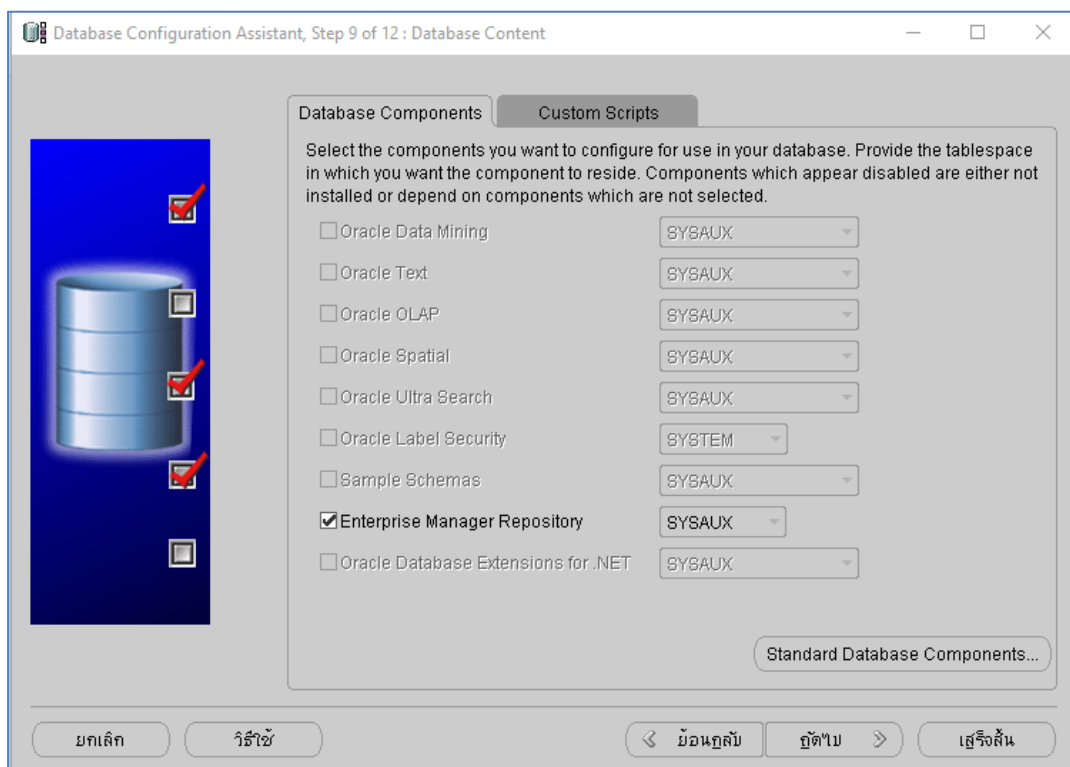 Database Configuration Assistant, Step 9 of 12 : Database Content
Database Components
Custom Scripts
Select the components you want to configure for use in your database. Provide the tablespace
in which you want the component to reside. Components which appear disabled are either not
installed or depend on components which are not selected.
Oracle Data Mining SYSAUX
Oracle Text SYSAUX
Oracle OLAP SYSAUX
Oracle Spatial SYSAUX
Oracle Ultra Search SYSAUX
Oracle Label Security SYSTEM
Sample Schemas SYSAUX
Enterprise Manager Repository SYSAUX
Oracle Database Extensions for .NET SYSAUX
Standard Database Components...
ยกเลิก วิธีใช้ ย้อนกลับ ถัดไป เสร็จสิ้น